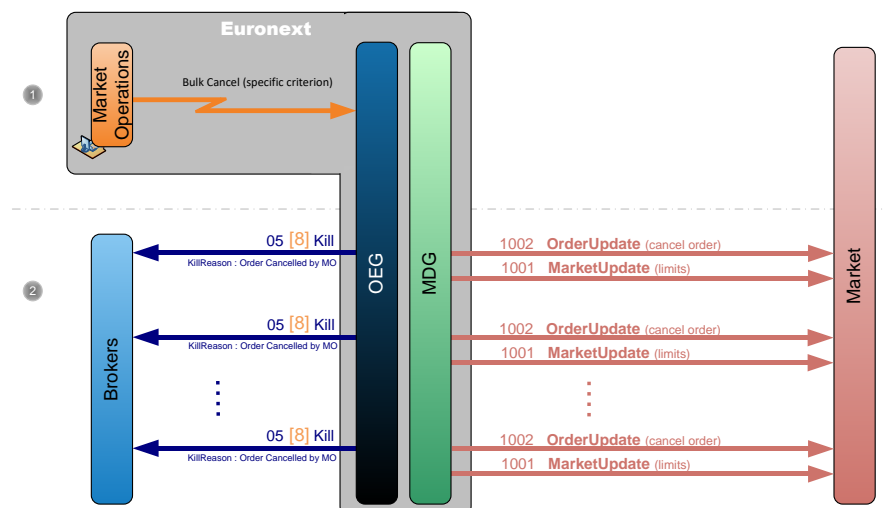 Euronext
1
Market
Operations
Bulk Cancel (specific criterion)
OEG
MDG
Market
2
Brokers
05 [8] Kill
KillReason : Order Cancelled by MO
1002 OrderUpdate (cancel order)
1001 MarketUpdate (limits)
05 [8] Kill
KillReason : Order Cancelled by MO
1002 OrderUpdate (cancel order)
1001 MarketUpdate (limits)
05 [8] Kill
KillReason : Order Cancelled by MO
1002 OrderUpdate (cancel order)
1001 MarketUpdate (limits)